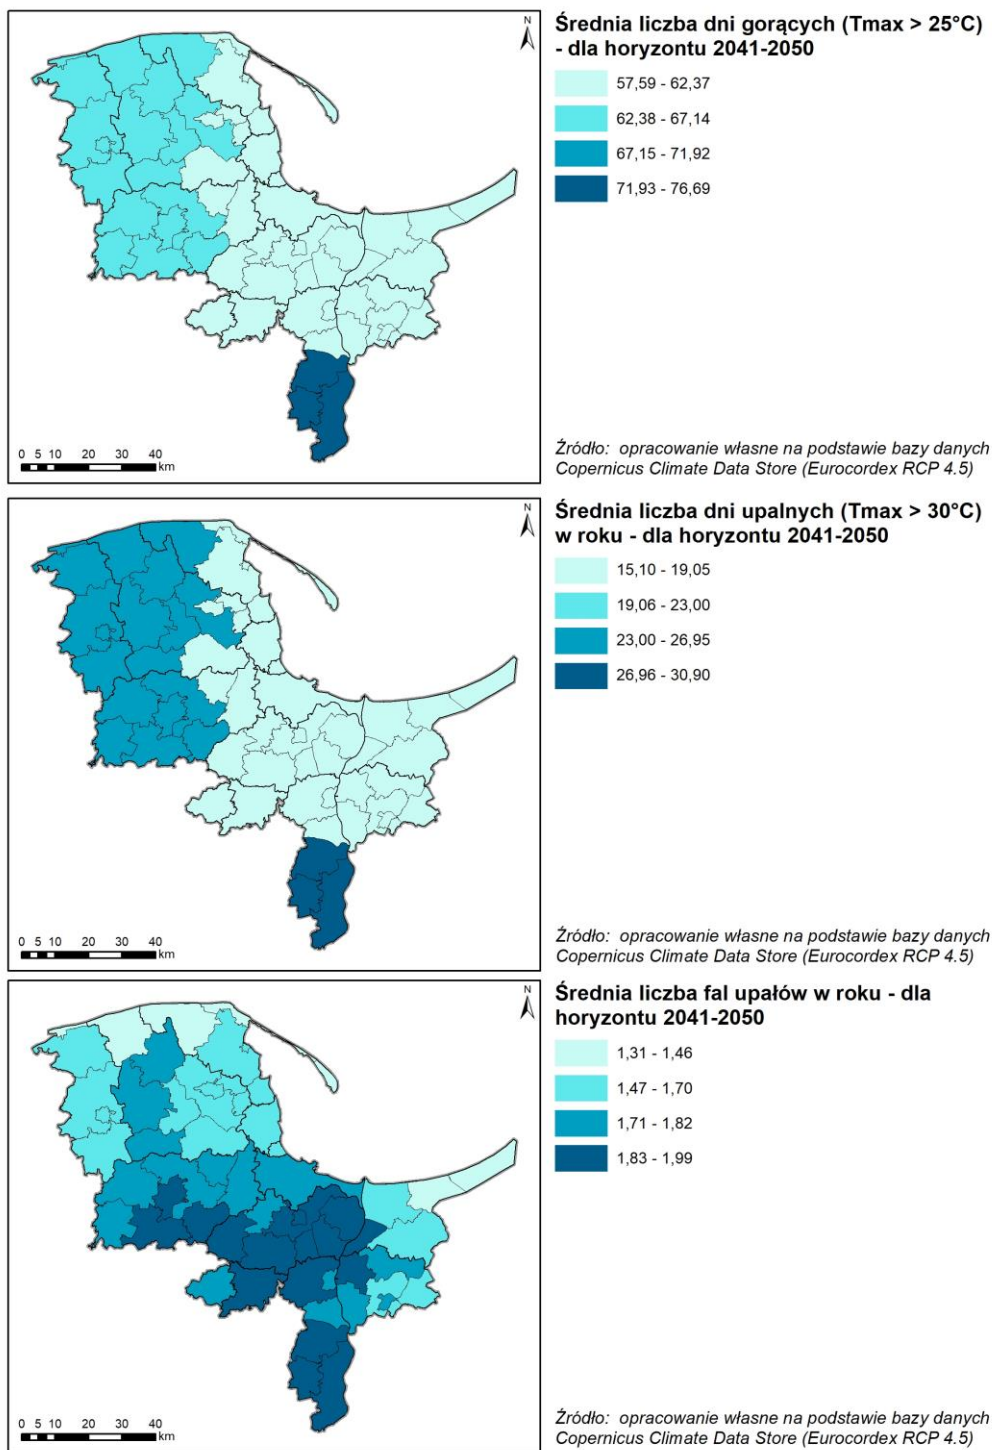 N
Średnia liczba dni gorących (Tmax > 25°C)
- dla horyzontu 2041-2050
57,59 - 62,37
62,38 - 67,14
67,15 - 71,92
71,93 - 76,69
0 5 10 20 30 40
km
Źródło: opracowanie własne na podstawie bazy danych
Copernicus Climate Data Store (Eurocordex RCP 4.5)
N
Średnia liczba dni upalnych (Tmax > 30°C)
w roku - dla horyzontu 2041-2050
15,10 - 19,05
19,06 - 23,00
23,00 - 26,95
26,96 - 30,90
0 5 10 20 30 40
km
Źródło: opracowanie własne na podstawie bazy danych
Copernicus Climate Data Store (Eurocordex RCP 4.5)
N
Średnia liczba fal upałów w roku - dla
horyzontu 2041-2050
1,31 - 1,46
1,47 - 1,70
1,71 - 1,82
1,83 - 1,99
0 5 10 20 30 40
km
Źródło: opracowanie własne na podstawie bazy danych
Copernicus Climate Data Store (Eurocordex RCP 4.5)